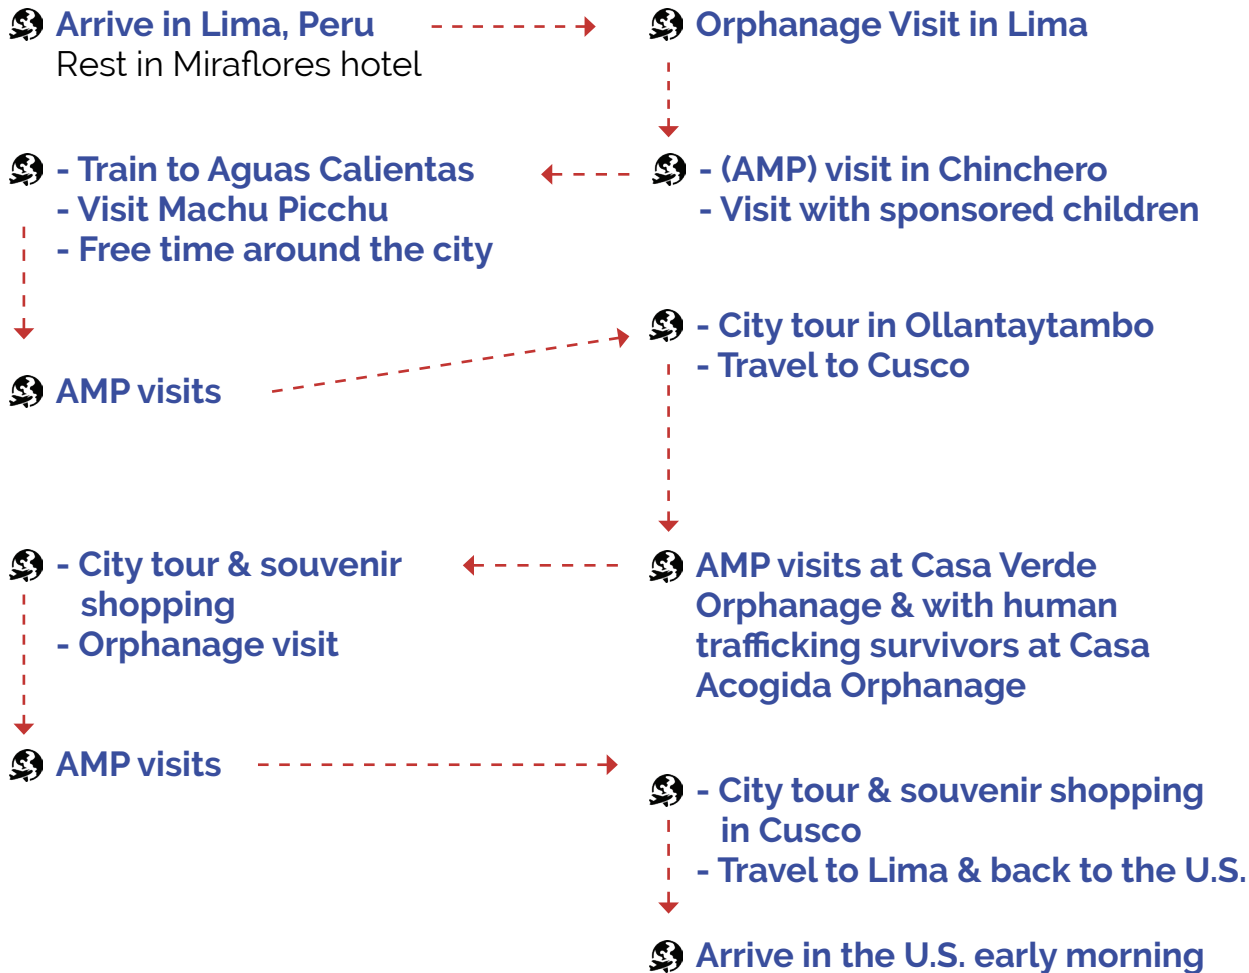 Arrive in Lima, Peru
Rest in Miraflores hotel
Orphanage Visit in Lima
- (AMP) visit in Chinchero
- Visit with sponsored children
- Train to Aguas Calientas
- Visit Machu Picchu
- Free time around the city
AMP visits
- City tour in Ollantaytambo
- Travel to Cusco
AMP visits at Casa Verde
Orphanage & with human
trafficking survivors at Casa
Acogida Orphanage
- City tour & souvenir
shopping
- Orphanage visit
AMP visits
- City tour & souvenir shopping
in Cusco
- Travel to Lima & back to the U.S.
Arrive in the U.S. early morning